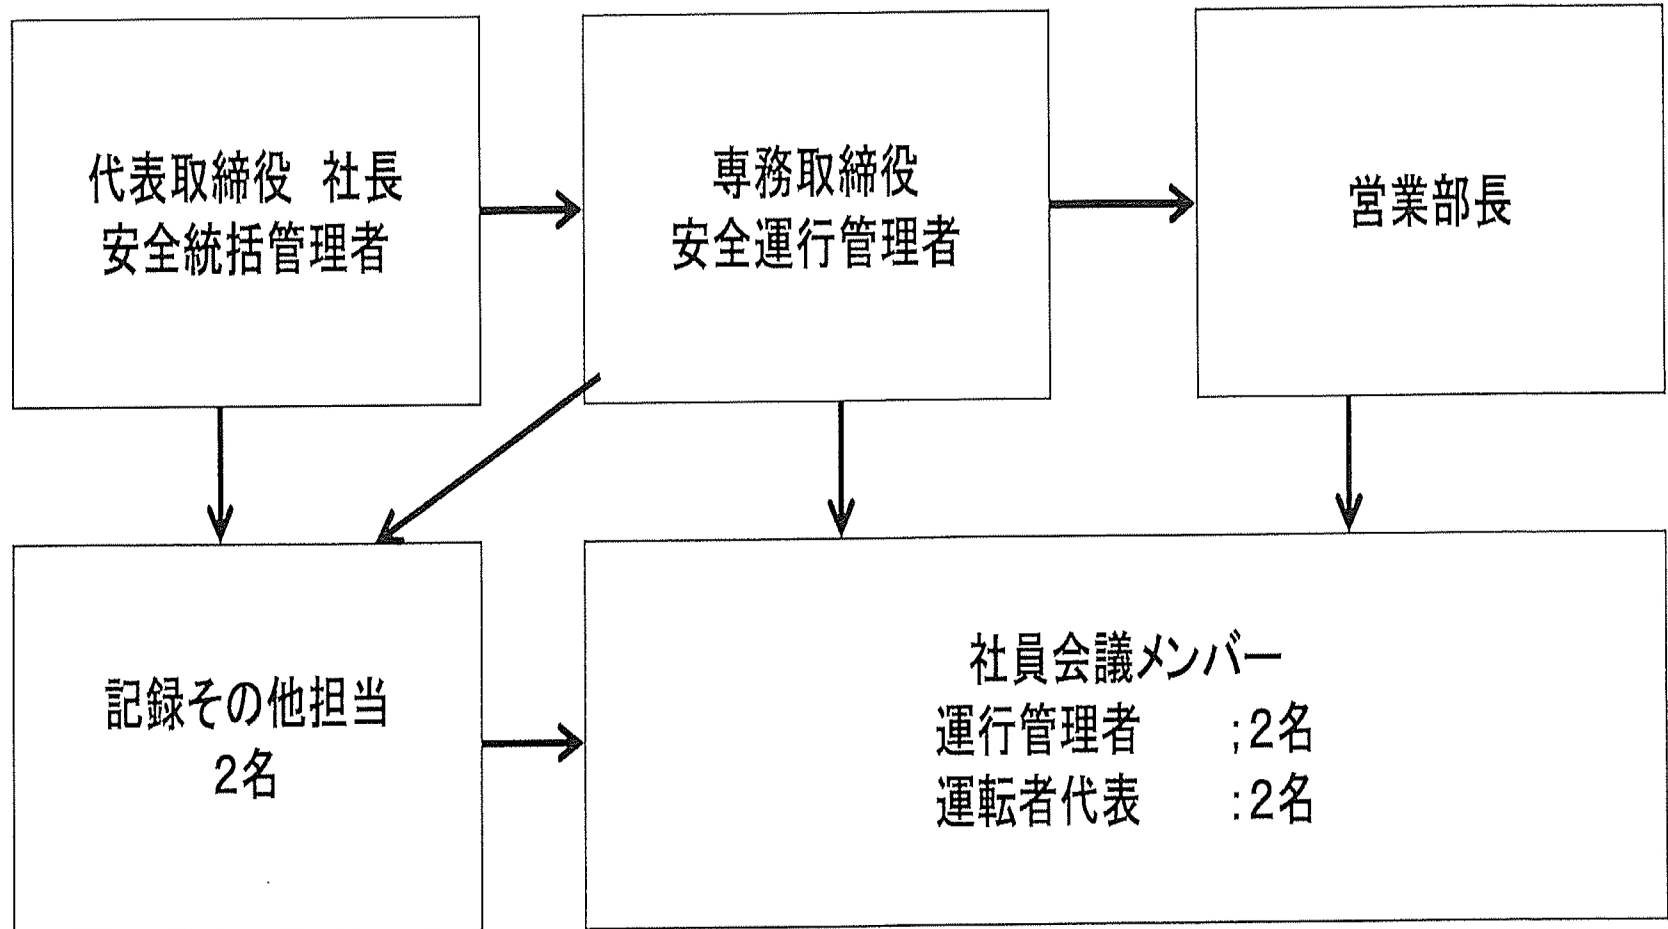 代表取締役 社長
安全統括管理者
専務取締役
安全運行管理者
営業部長
記録その他担当
2名
社員会議メンバー
運行管理者 ;2名
運転者代表 :2名